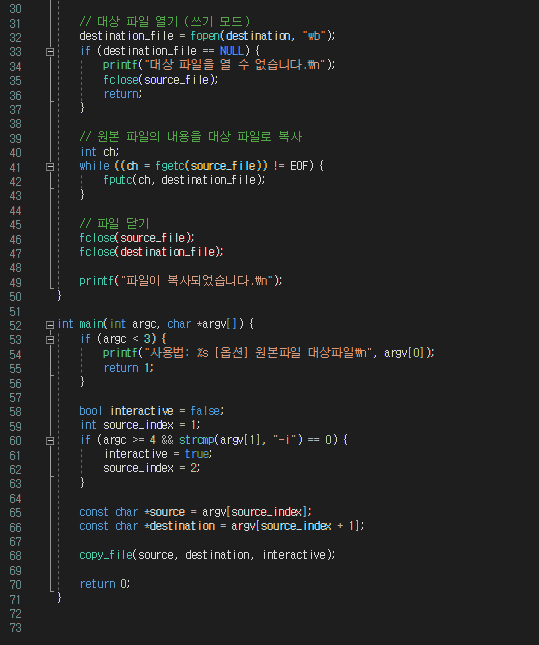 30
31 // 대상 파일 열기 (쓰기 모드)
32 destination_file = fopen(destination, "wb");
33 if (destination_file == NULL) {
34 printf("대상 파일을 열 수 없습니다.₩n");
35 fclose(source_file);
36 return;
37 }
38
39 // 원본 파일의 내용을 대상 파일로 복사
40 int ch;
41 while ((ch = fgetc(source_file)) != EOF) {
42 fputc(ch, destination_file);
43 }
44
45 // 파일 닫기
46 fclose(source_file);
47 fclose(destination_file);
48
49 printf("파일이 복사되었습니다.₩n");
50 }
51
52 int main(int argc, char *argv[]) {
53 if (argc < 3) {
54 printf("사용법: %s [옵션] 원본파일 대상파일₩n", argv[0]);
55 return 1;
56 }
57
58 bool interactive = false;
59 int source_index = 1;
60 if (argc >= 4 && strcmp(argv[1], "-i") == 0) {
61 interactive = true;
62 source_index = 2;
63 }
64
65 const char *source = argv[source_index];
66 const char *destination = argv[source_index + 1];
67
68 copy_file(source, destination, interactive);
69
70 return 0;
71 }
72
73